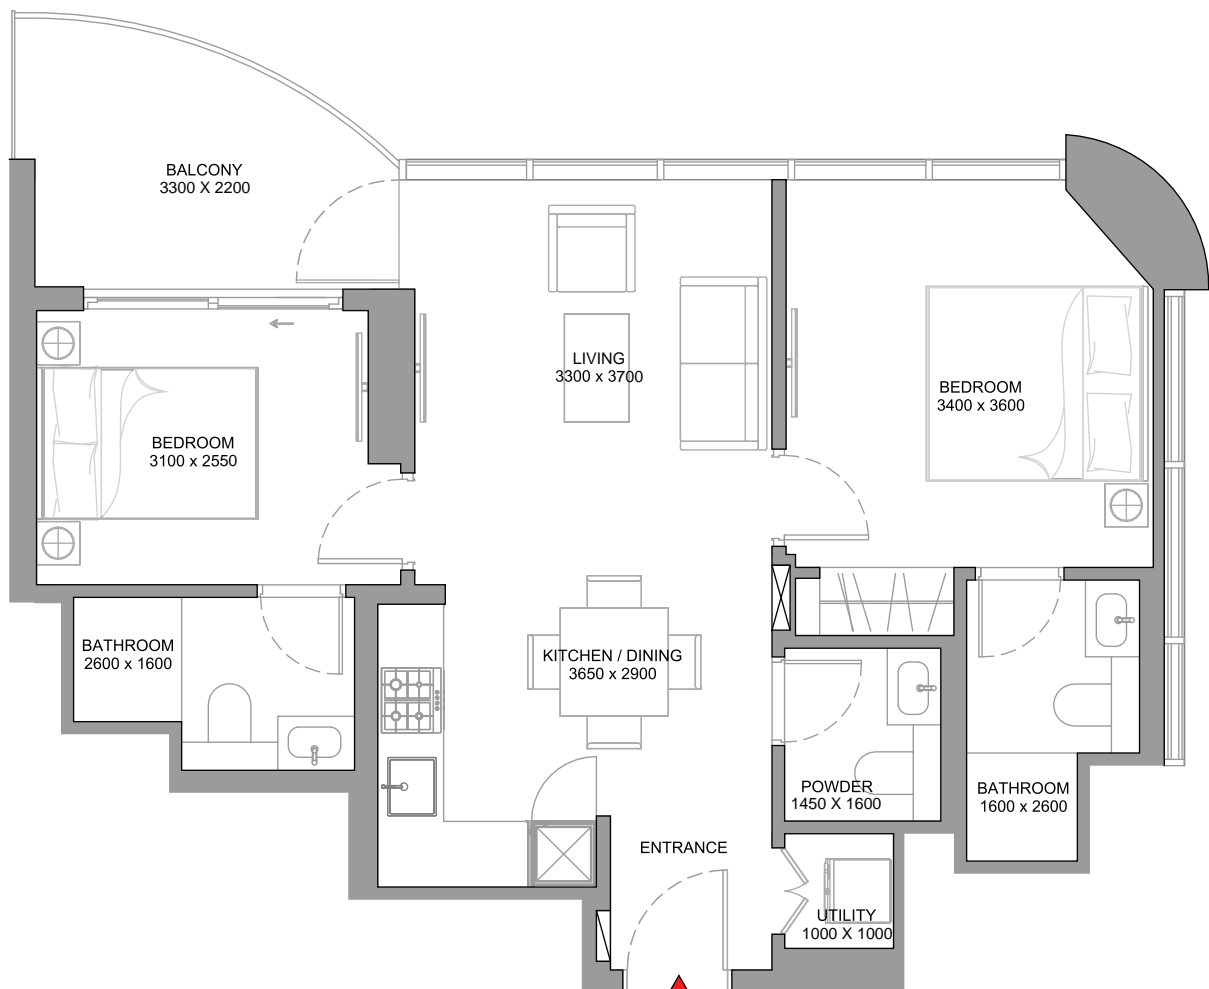 BALCONY
3300 X 2200
LIVING
3300 x 3700
BEDROOM
3400 x 3600
BEDROOM
3100 x 2550
BATHROOM
2600 x 1600
KITCHEN / DINING
3650 x 2900
POWDER
1450 X 1600
BATHROOM
1600 x 2600
ENTRANCE
UTILITY
1000 X 1000